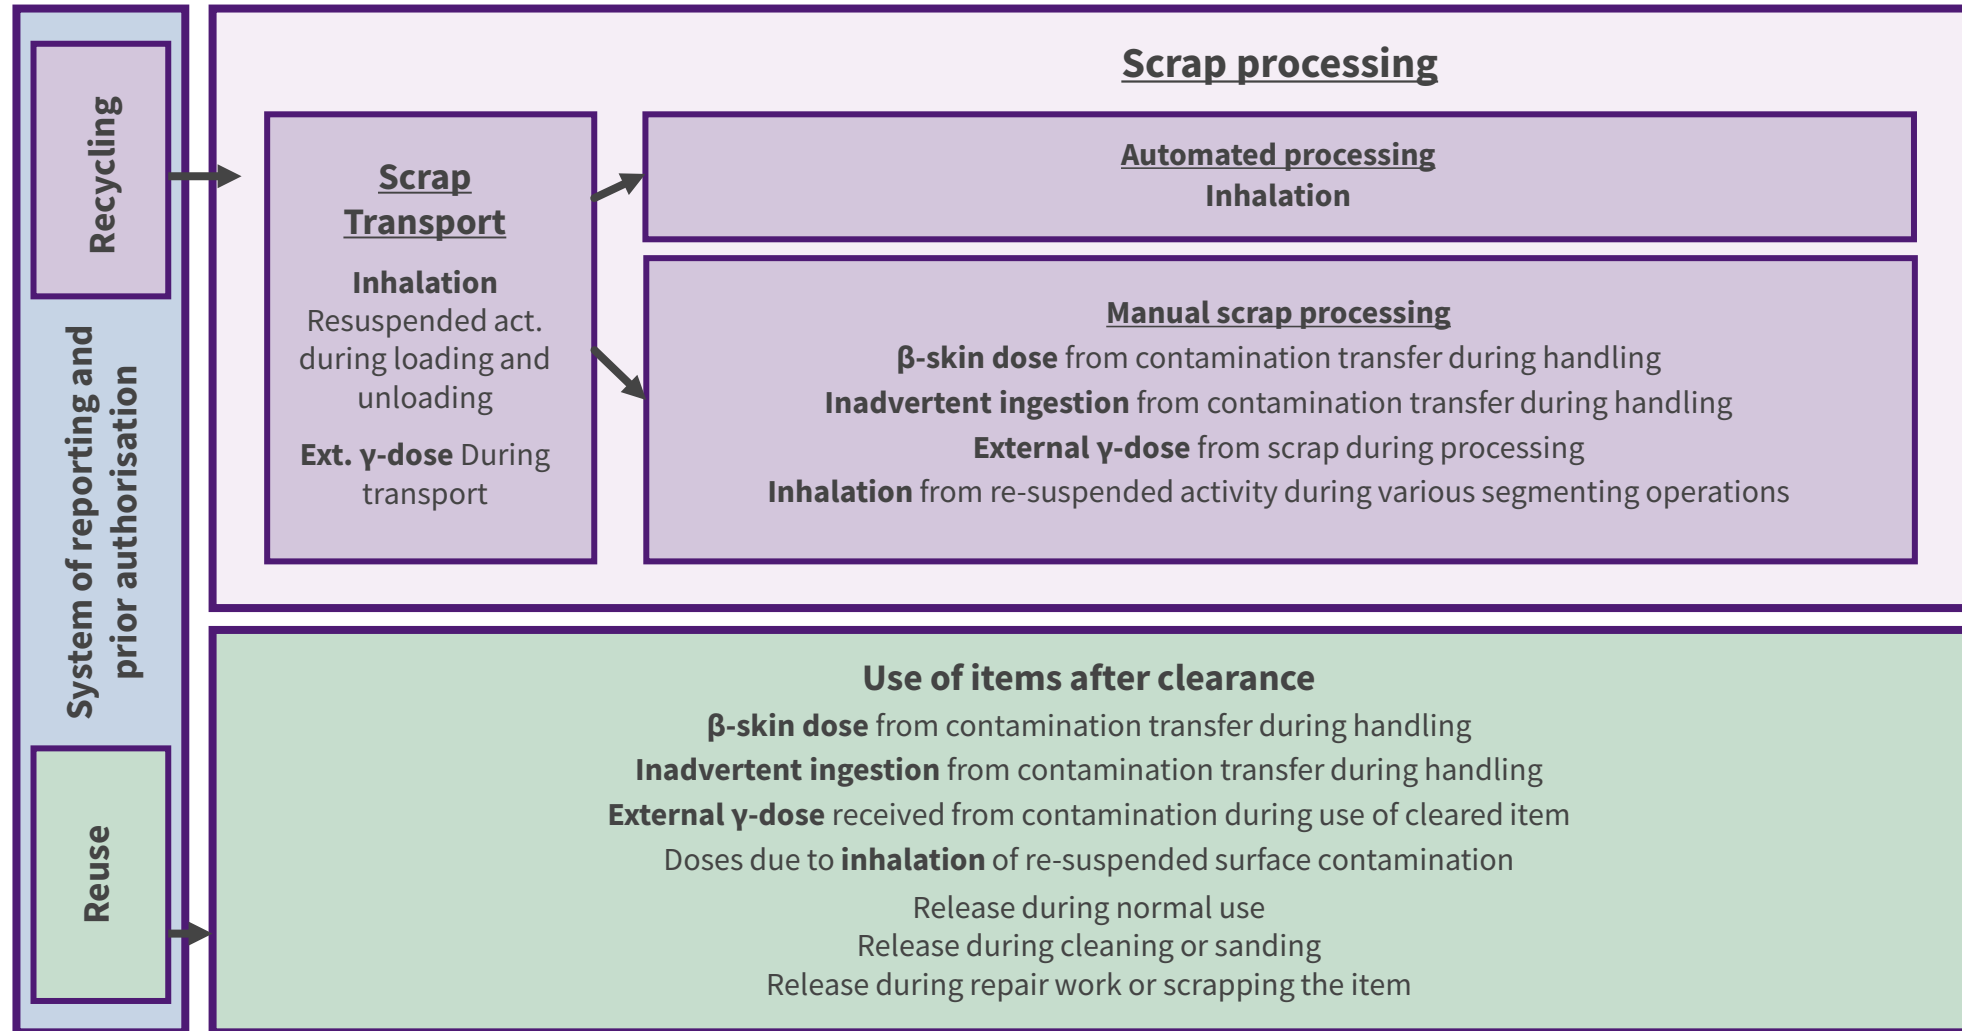 Recycling
System of reporting and
prior authorisation
Reuse
Scrap processing
Scrap
Transport
Inhalation
Resuspended act.
during loading and
unloading
Ext. γ-dose During
transport
Automated processing
Inhalation
Manual scrap processing
β-skin dose from contamination transfer during handling
Inadvertent ingestion from contamination transfer during handling
External γ-dose from scrap during processing
Inhalation from re-suspended activity during various segmenting operations
Use of items after clearance
β-skin dose from contamination transfer during handling
Inadvertent ingestion from contamination transfer during handling
External γ-dose received from contamination during use of cleared item
Doses due to inhalation of re-suspended surface contamination
Release during normal use
Release during cleaning or sanding
Release during repair work or scrapping the item